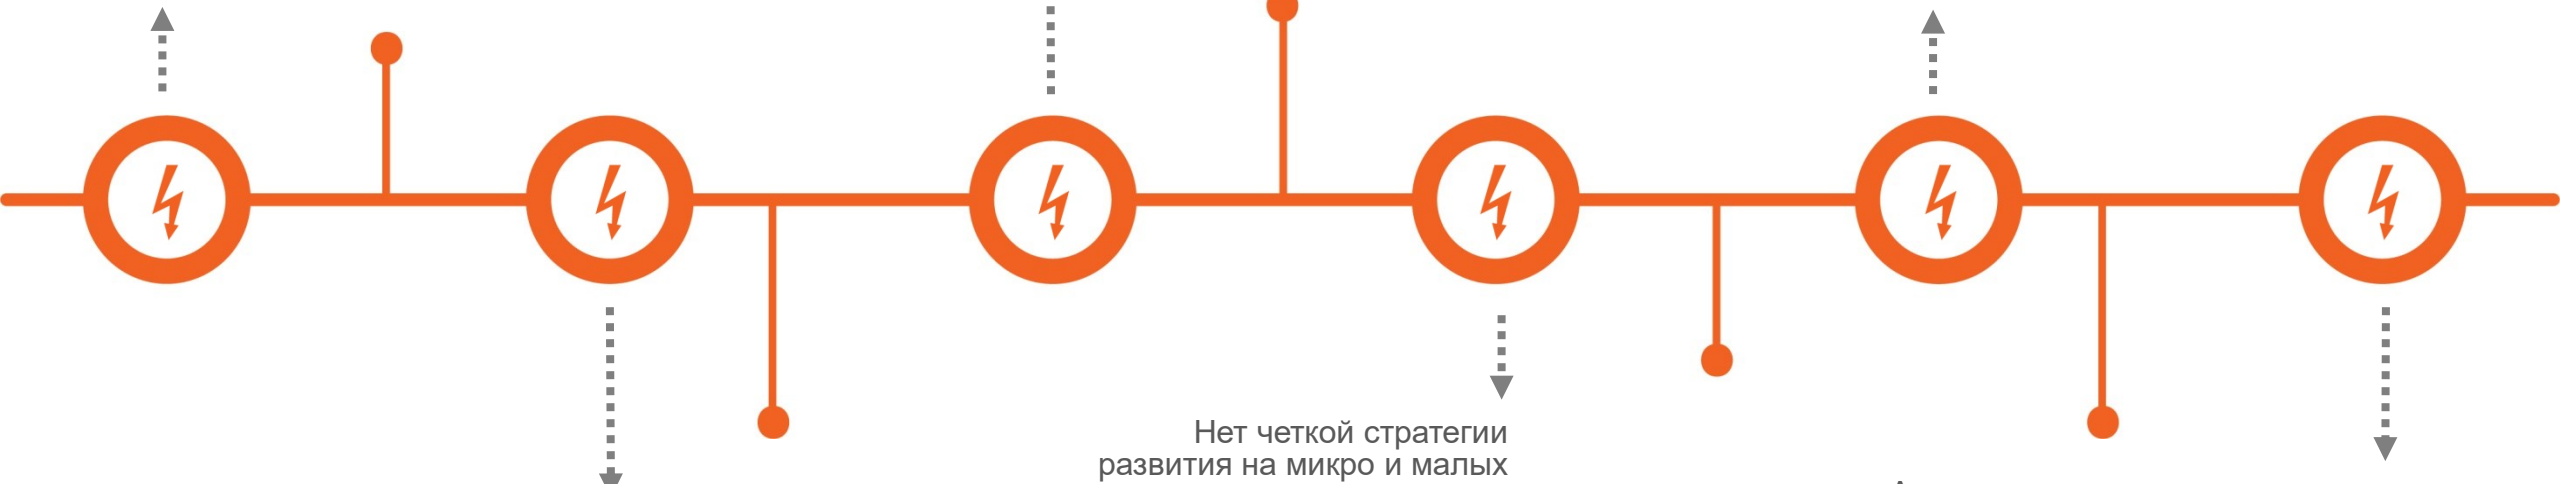 Нет четкой стратегии
развития на микро и малых